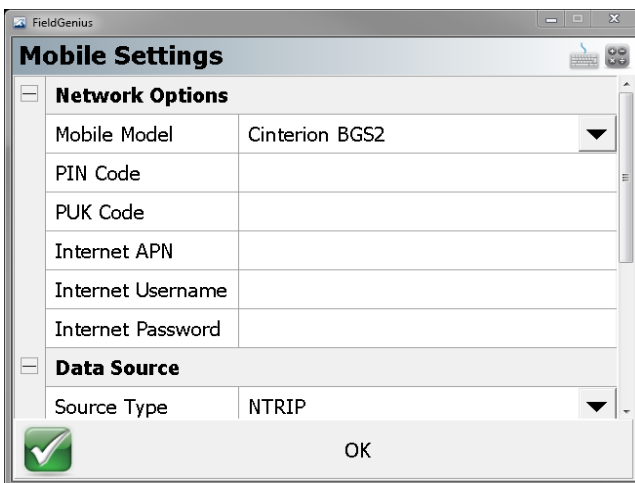 FieldGenius
Mobile Settings
Network Options
Mobile Model Cinterion BGS2
PIN Code
PUK Code
Internet APN
Internet Username
Internet Password
Data Source
Source Type NTRIP
OK